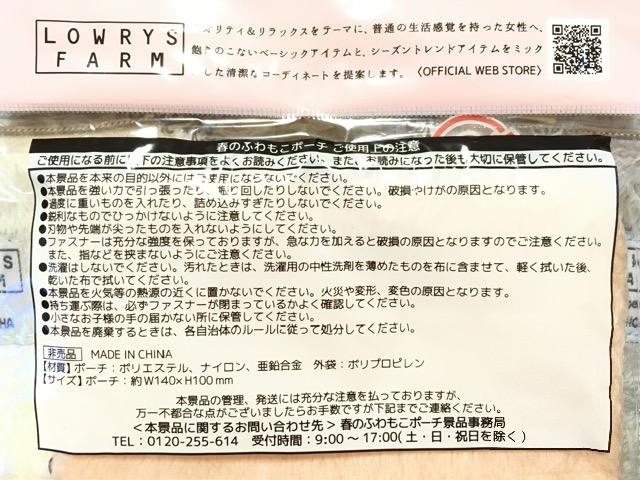 LOWRYS
FARM
リティ&リラックスをテーマに、普通の生活感覚を持った女性へ、
飽きのこないベーシックアイテムと、シーズントレンドアイテムをミック
した清潔なコーディネートを提案します。〈OFFICIAL WEB STORE〉
春のふわもこポーチ ご使用上の注意
ご使用になる前に以下の注意事項をよくお読みください。また、お読みになった後も大切に保管してください。
●本景品を本来の目的以外にはご使用にならないでください。
●本景品を強い力で引っ張ったり、振り回したりしないでください。破損やけがの原因となります。
●過度に重いものを入れたり、詰め込みすぎたりしないでください。
●鋭利なものでひっかけないように注意してください。
●刃物や先端が尖ったものを入れないようにしてください。
●ファスナーは充分な強度を保っておりますが、急な力を加えると破損の原因となりますのでご注意ください。
また、指などを挟まないようにご注意ください。
●洗濯はしないでください。汚れたときは、洗濯用の中性洗剤を薄めたものを布に含ませて、軽く拭いた後、
乾いた布で拭いてください。
●本景品を火気等の熱源の近くに置かないでください。火災や変形、変色の原因となります。
●持ち運ぶ際は、必ずファスナーが閉まっているかよく確認してください。
●小さなお子様の手の届かない所に保管してください。
●本景品を廃棄するときは、各自治体のルールに従って処分してください。
非売品 MADE IN CHINA
【材質】ポーチ:ポリエステル、ナイロン、亜鉛合金 外袋:ポリプロピレン
【サイズ】ポーチ:約W140×H100mm
本景品の管理、発送には充分な注意を払っておりますが、
万一不都合な点がございましたらお手数ですが下記までご連絡ください。
<本景品に関するお問い合わせ先> 春のふわもこポーチ景品事務局
TEL:0120-255-614 受付時間:9:00~17:00(土・日・祝日を除く)